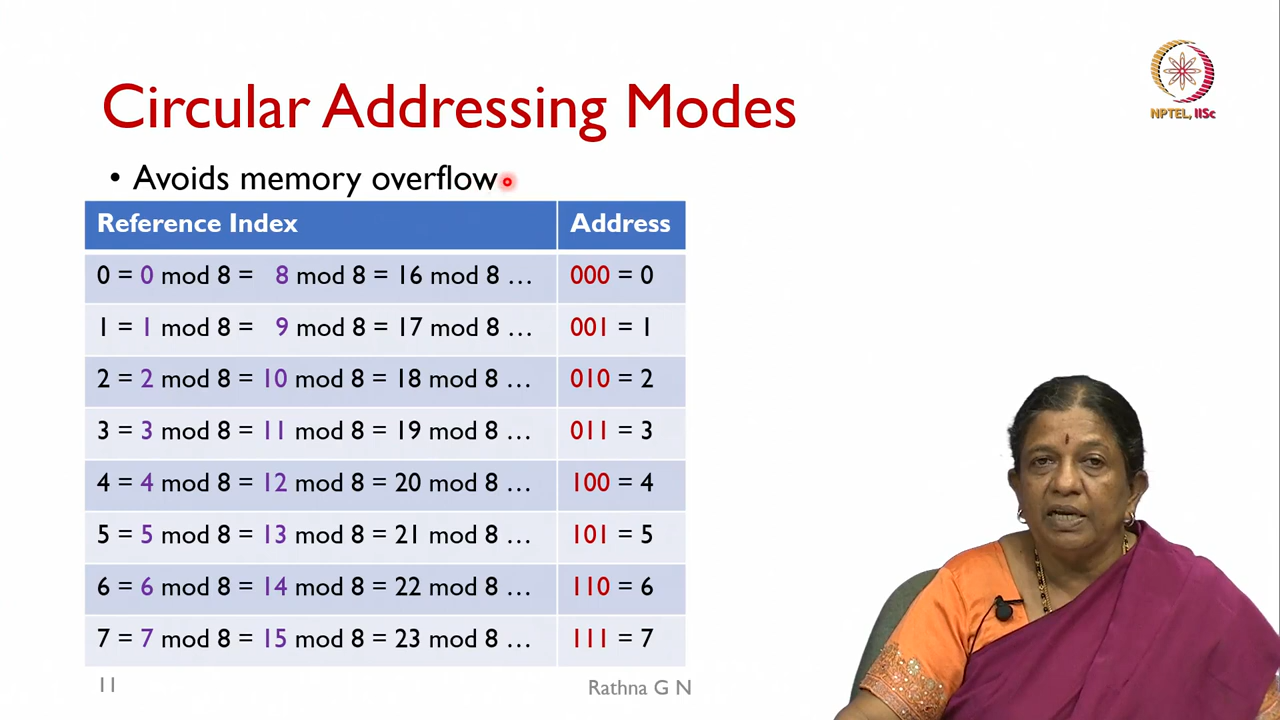 NPTEL, IISc
Circular Addressing Modes
• Avoids memory overflow
Reference Index Address
0 = 0 mod 8 = 8 mod 8 = 16 mod 8 … 000 = 0
1 = 1 mod 8 = 9 mod 8 = 17 mod 8 … 001 = 1
2 = 2 mod 8 = 10 mod 8 = 18 mod 8 … 010 = 2
3 = 3 mod 8 = 11 mod 8 = 19 mod 8 … 011 = 3
4 = 4 mod 8 = 12 mod 8 = 20 mod 8 … 100 = 4
5 = 5 mod 8 = 13 mod 8 = 21 mod 8 … 101 = 5
6 = 6 mod 8 = 14 mod 8 = 22 mod 8 … 110 = 6
7 = 7 mod 8 = 15 mod 8 = 23 mod 8 … 111 = 7
11 Rathna G N